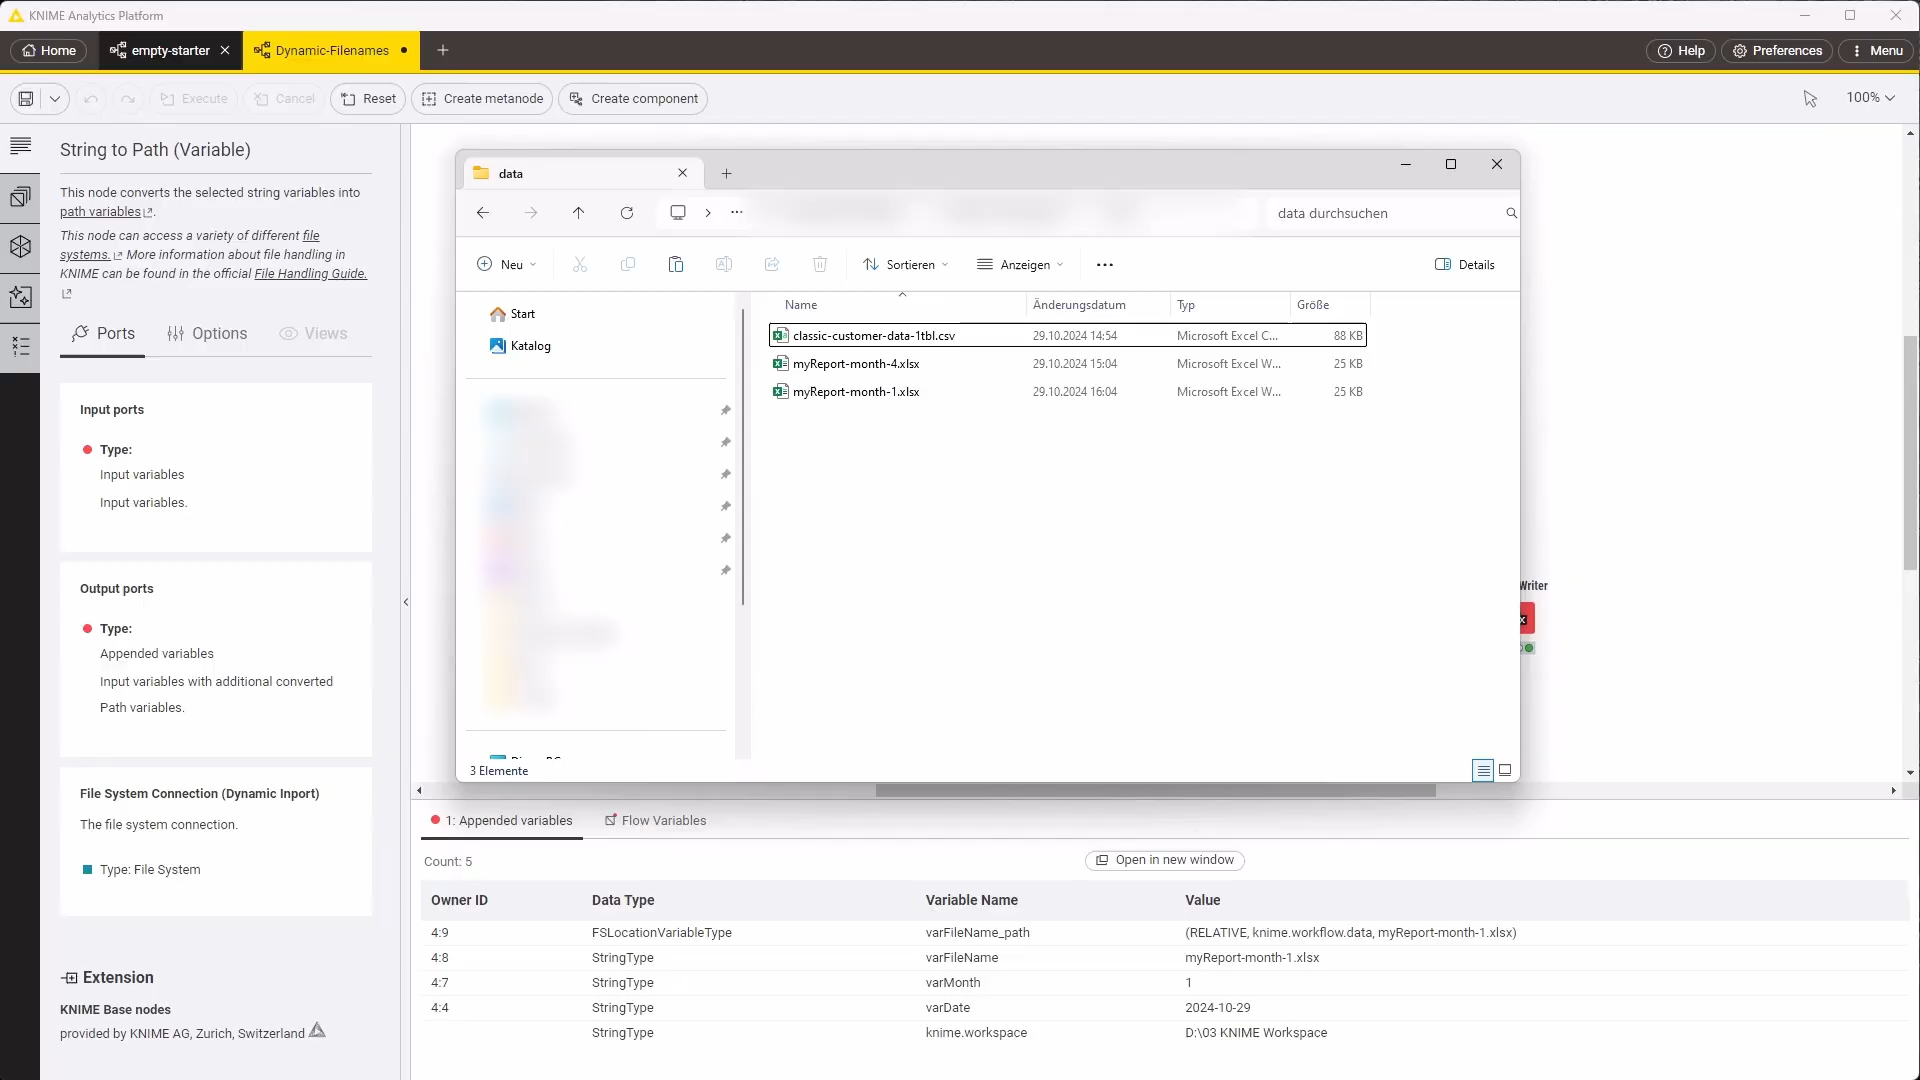 KNIME Analytics Platform
Home
empty-starter
Dynamic-Filenames
Help
Preferences
Menu
Execute
Cancel
Reset
Create metanode
Create component
100%
String to Path (Variable)
This node converts the selected string variables into
path variables.
This node can access a variety of different file
systems. More information about file handling in
KNIME can be found in the official File Handling Guide.
Ports
Options
Views
Input ports
Type:
Input variables
Input variables.
Output ports
Type:
Appended variables
Input variables with additional converted
Path variables.
File System Connection (Dynamic Inport)
The file system connection.
Type: File System
Extension
KNIME Base nodes
provided by KNIME AG, Zurich, Switzerland
data
data durchsuchen
Neu
Sortieren
Anzeigen
Details
Start
Katalog
Name Änderungsdatum Typ Größe
classic-customer-data-1tbl.csv 29.10.2024 14:54 Microsoft Excel C... 88 KB
myReport-month-4.xlsx 29.10.2024 15:04 Microsoft Excel W... 25 KB
myReport-month-1.xlsx 29.10.2024 16:04 Microsoft Excel W... 25 KB
3 Elemente
Writer
1: Appended variables
Flow Variables
Count: 5
Open in new window
Owner ID Data Type Variable Name Value
4:9 FSLocationVariableType varFileName_path (RELATIVE, knime.workflow.data, myReport-month-1.xlsx)
4:8 StringType varFileName myReport-month-1.xlsx
4:7 StringType varMonth 1
4:4 StringType varDate 2024-10-29
StringType knime.workspace D:\03 KNIME Workspace